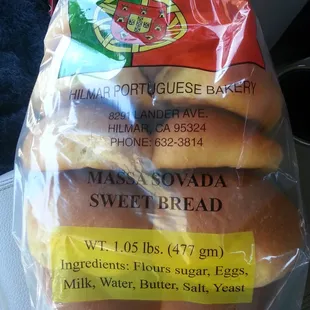 HILMAR PORTUGUESE BAKERY
8291 LANDER AVE.
HILMAR, CA 95324
PHONE: 632-3814
MASSA SOVADA
SWEET BREAD
WT. 1.05 lbs. (477 gm)
Ingredients: Flours sugar, Eggs,
Milk, Water, Butter, Salt, Yeast